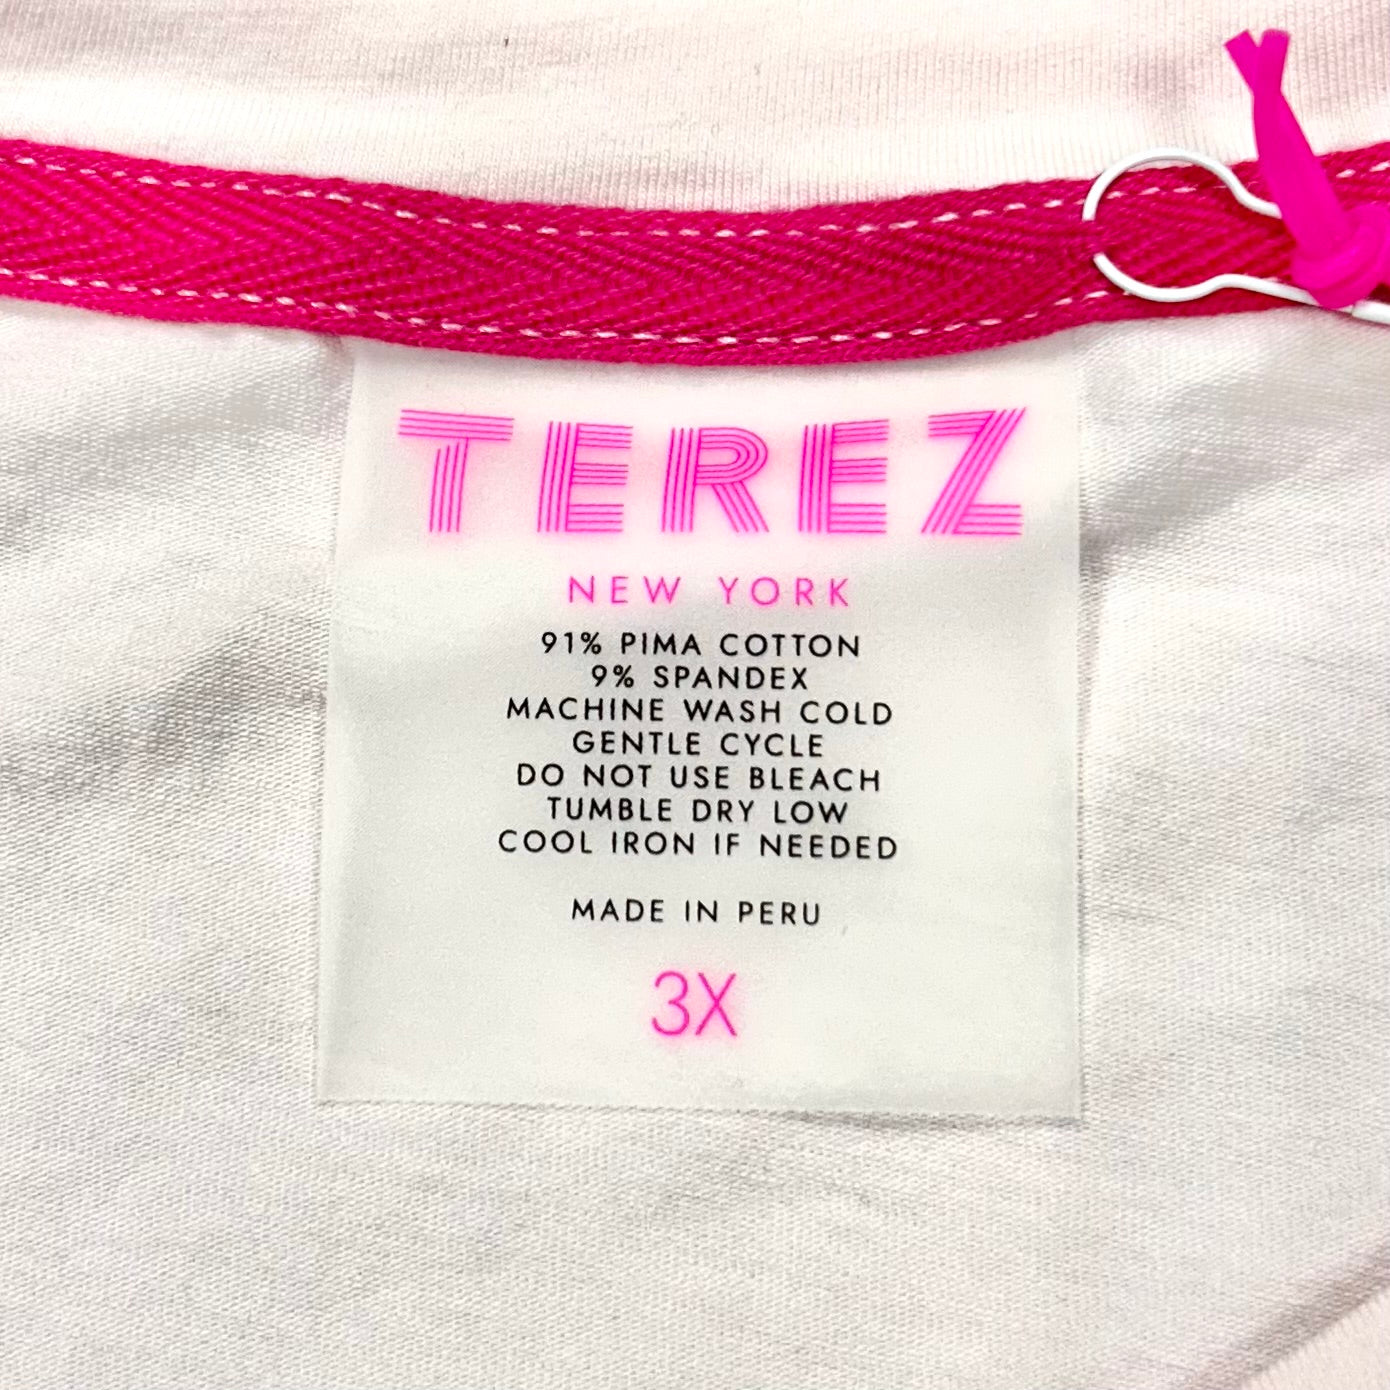 TEREZ
NEW YORK
91% PIMA COTTON
9% SPANDEX
MACHINE WASH COLD
GENTLE CYCLE
DO NOT USE BLEACH
TUMBLE DRY LOW
COOL IRON IF NEEDED
MADE IN PERU
3X